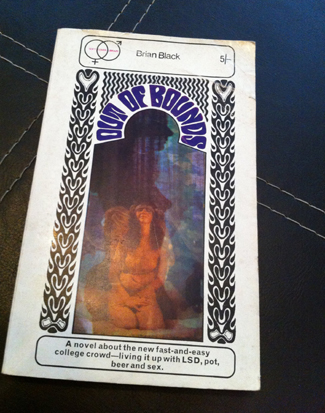 Brian Black
5/-
OUT OF BOUNDS
A novel about the new fast-and-easy
college crowd—living it up with LSD, pot,
beer and sex.